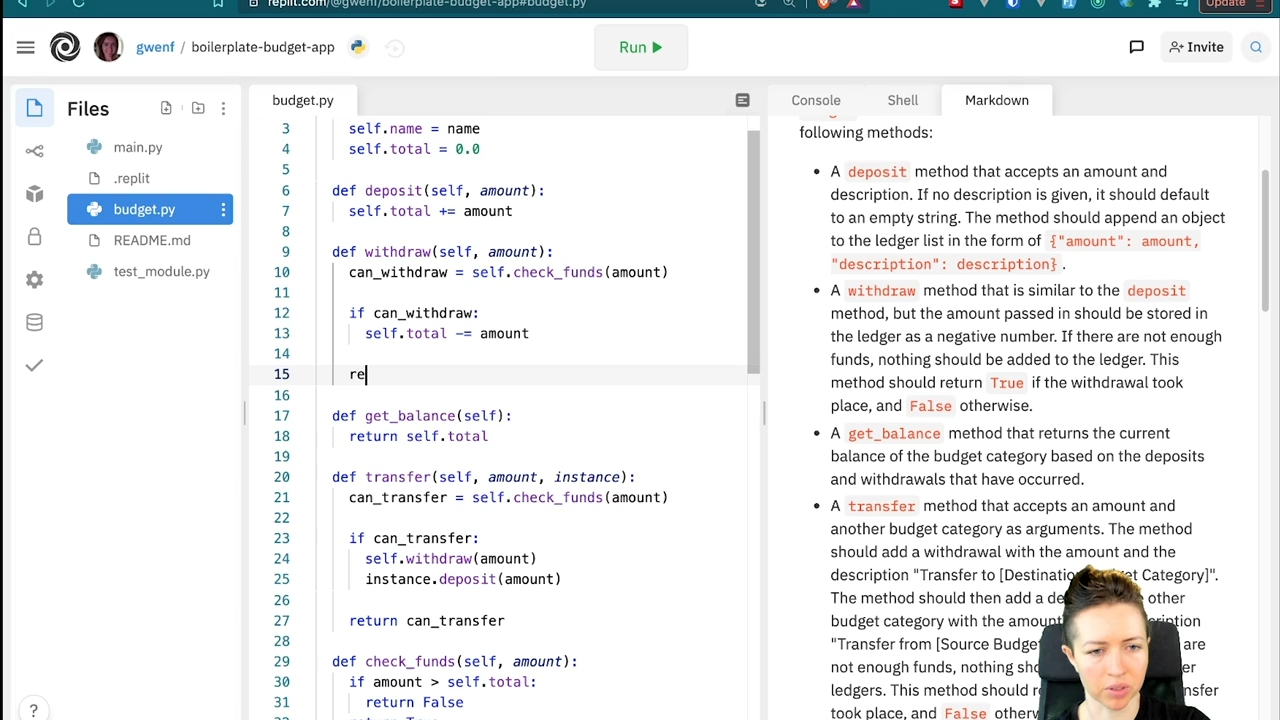 replit.com/@gwenf/boilerplate-budget-app#budget.py
Update
gwenf / boilerplate-budget-app
Run
Invite
Files
main.py
.replit
budget.py
README.md
test_module.py
?
budget.py
3 self.name = name
4 self.total = 0.0
5
6 def deposit(self, amount):
7 self.total += amount
8
9 def withdraw(self, amount):
10 can_withdraw = self.check_funds(amount)
11
12 if can_withdraw:
13 self.total -= amount
14
15 re
16
17 def get_balance(self):
18 return self.total
19
20 def transfer(self, amount, instance):
21 can_transfer = self.check_funds(amount)
22
23 if can_transfer:
24 self.withdraw(amount)
25 instance.deposit(amount)
26
27 return can_transfer
28
29 def check_funds(self, amount):
30 if amount > self.total:
31 return False
Console Shell Markdown
following methods:
• A deposit method that accepts an amount and
description. If no description is given, it should default
to an empty string. The method should append an object
to the ledger list in the form of {"amount": amount,
"description": description}.
• A withdraw method that is similar to the deposit
method, but the amount passed in should be stored in
the ledger as a negative number. If there are not enough
funds, nothing should be added to the ledger. This
method should return True if the withdrawal took
place, and False otherwise.
• A get_balance method that returns the current
balance of the budget category based on the deposits
and withdrawals that have occurred.
• A transfer method that accepts an amount and
another budget category as arguments. The method
should add a withdrawal with the amount and the
description "Transfer to [Destination Budget Category]".
The method should then add a de other
budget category with the amoun ription
"Transfer from [Source Budget are
not enough funds, nothing sho er
ledgers. This method should r nsfer
took place, and False otherw